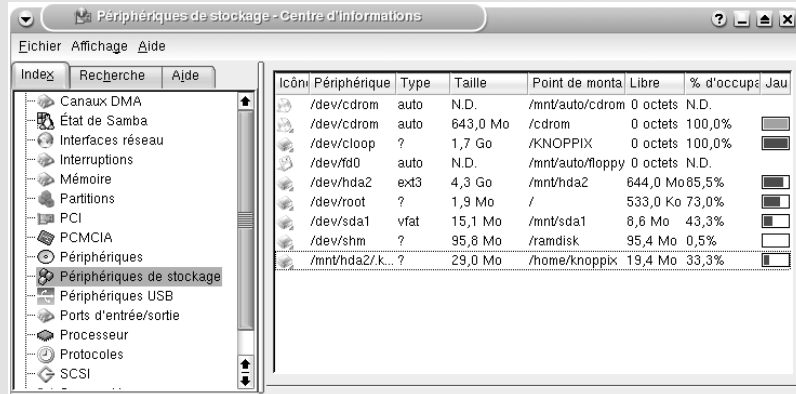 Périphériques de stockage - Centre d'informations
Fichier Affichage Aide
Index Recherche Aide
Canaux DMA
État de Samba
Interfaces réseau
Interruptions
Mémoire
Partitions
PCI
PCMCIA
Périphériques
Périphériques de stockage
Périphériques USB
Ports d'entrée/sortie
Processeur
Protocoles
SCSI
Icôn Périphérique Type Taille Point de monta Libre % d'occupa Jau
/dev/cdrom auto N.D. /mnt/auto/cdrom 0 octets N.D.
/dev/cdrom auto 643,0 Mo /cdrom 0 octets 100,0%
/dev/cloop ? 1,7 Go /KNOPPIX 0 octets 100,0%
/dev/fd0 auto N.D. /mnt/auto/floppy 0 octets N.D.
/dev/hda2 ext3 4,3 Go /mnt/hda2 644,0 Mo 85,5%
/dev/root ? 1,9 Mo / 533,0 Ko 73,0%
/dev/sda1 vfat 15,1 Mo /mnt/sda1 8,6 Mo 43,3%
/dev/shm ? 95,8 Mo /ramdisk 95,4 Mo 0,5%
/mnt/hda2/.k... ? 29,0 Mo /home/knoppix 19,4 Mo 33,3%